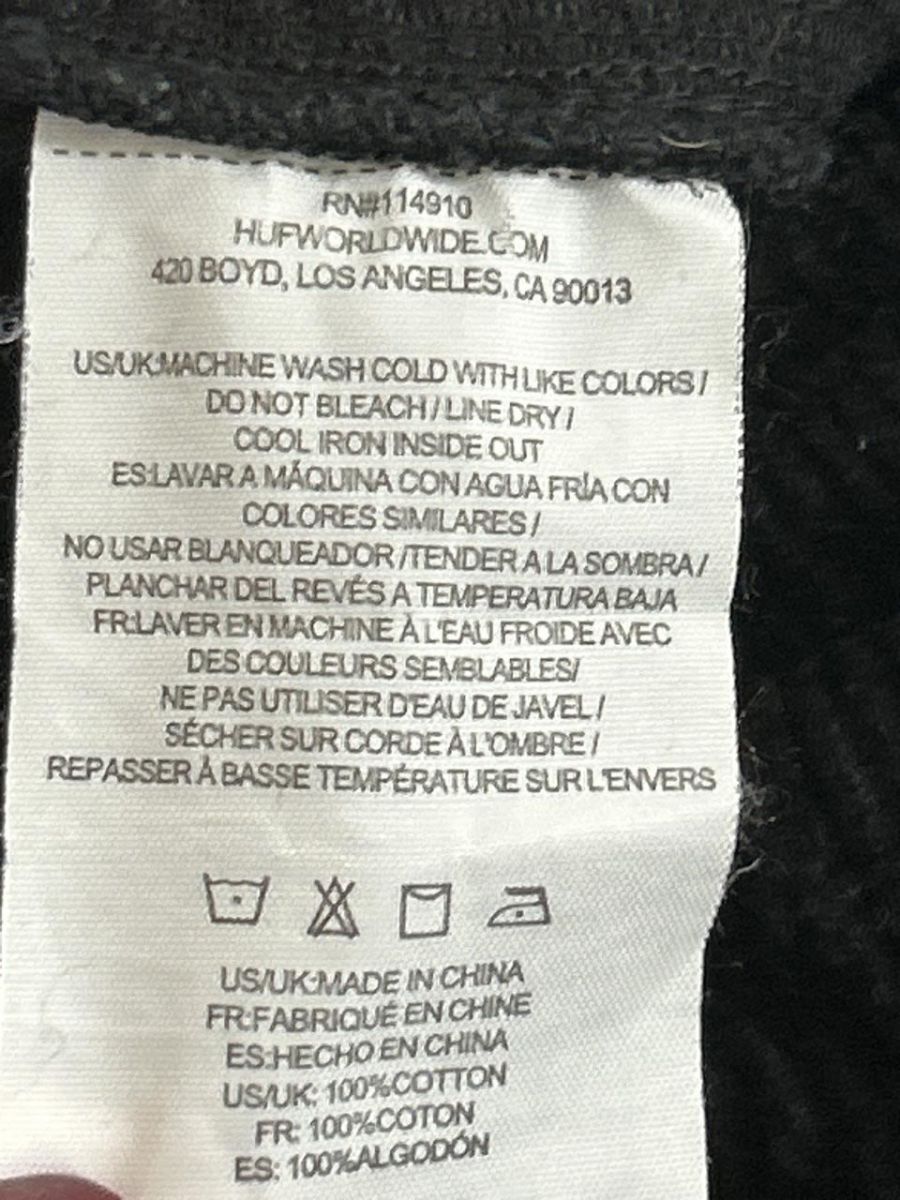 RN#114910
HUFWORLDWIDE.COM
420 BOYD, LOS ANGELES, CA 90013
US/UK:MACHINE WASH COLD WITH LIKE COLORS /
DO NOT BLEACH / LINE DRY /
COOL IRON INSIDE OUT
ES:LAVAR A MÁQUINA CON AGUA FRÍA CON
COLORES SIMILARES /
NO USAR BLANQUEADOR /TENDER A LA SOMBRA /
PLANCHAR DEL REVÉS A TEMPERATURA BAJA
FR:LAVER EN MACHINE À L'EAU FROIDE AVEC
DES COULEURS SEMBLABLES/
NE PAS UTILISER D'EAU DE JAVEL /
SÉCHER SUR CORDE À L'OMBRE /
REPASSER À BASSE TEMPÉRATURE SUR L'ENVERS
US/UK:MADE IN CHINA
FR:FABRIQUÉ EN CHINE
ES:HECHO EN CHINA
US/UK: 100%COTTON
FR: 100%COTON
ES: 100%ALGODÓN